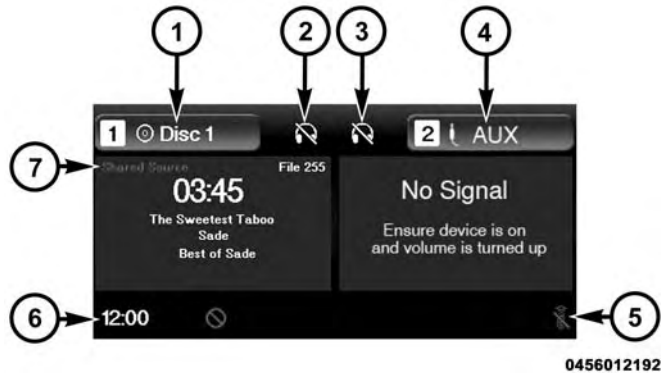 1 2 3 4
1 Disc 1 2 AUX
7
Shared Source File 255
03:45
The Sweetest Taboo
Sade
Best of Sade
No Signal
Ensure device is on
and volume is turned up
6 12:00 5
0456012192